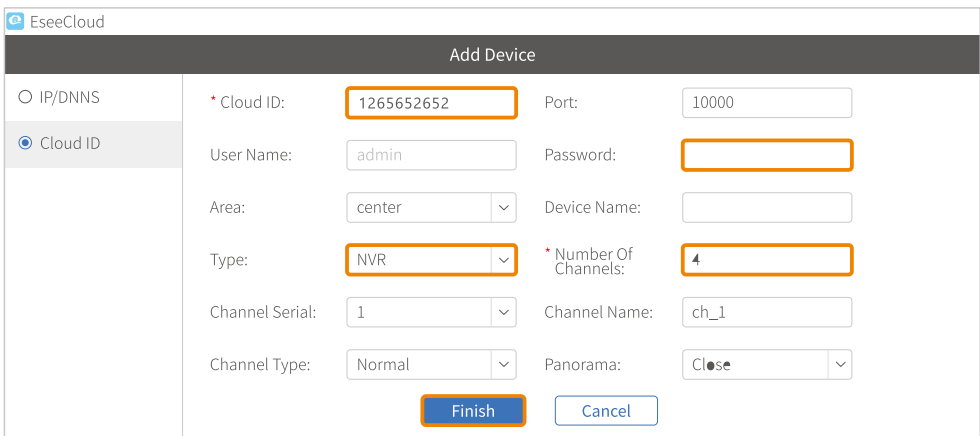 EseeCloud
Add Device
IP/DNNS
Cloud ID
* Cloud ID: 1265652652 Port: 10000
User Name: admin Password:
Area: center Device Name:
Type: NVR * Number Of Channels: 4
Channel Serial: 1 Channel Name: ch_1
Channel Type: Normal Panorama: Close
Finish Cancel